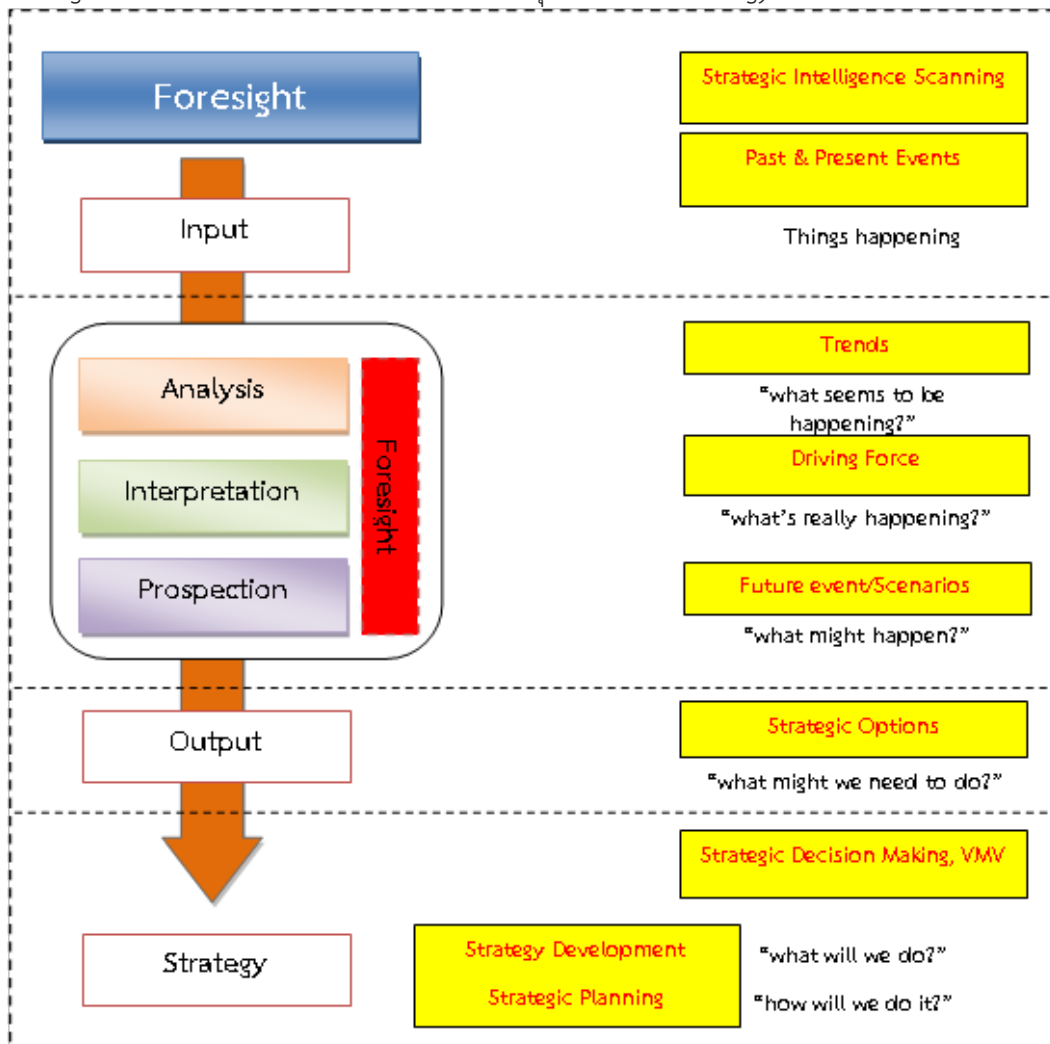 Foresight
Strategic Intelligence Scanning
Past & Present Events
Input
Things happening
Trends
Analysis
"what seems to be
happening?"
Foresight
Driving Force
Interpretation
"what's really happening?"
Prospection
Future event/Scenarios
"what might happen?"
Strategic Options
Output
"what might we need to do?"
Strategic Decision Making, VMV
Strategy
Strategy Development
"what will we do?"
Strategic Planning
"how will we do it?"